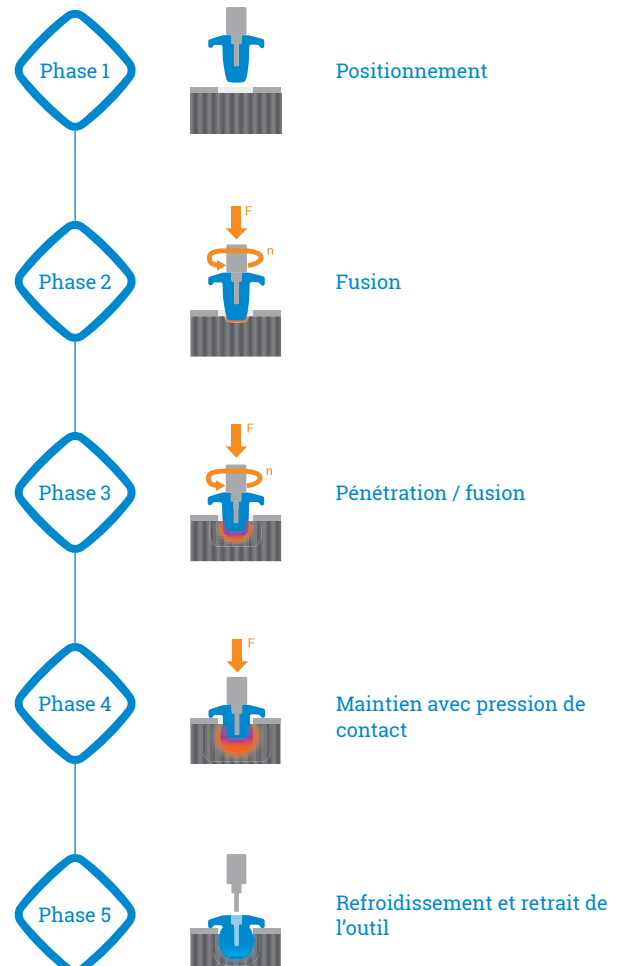 Phase 1
Positionnement
F
n
Phase 2
Fusion
F
n
Phase 3
Pénétration / fusion
F
Phase 4
Maintien avec pression de
contact
Phase 5
Refroidissement et retrait de
l’outil